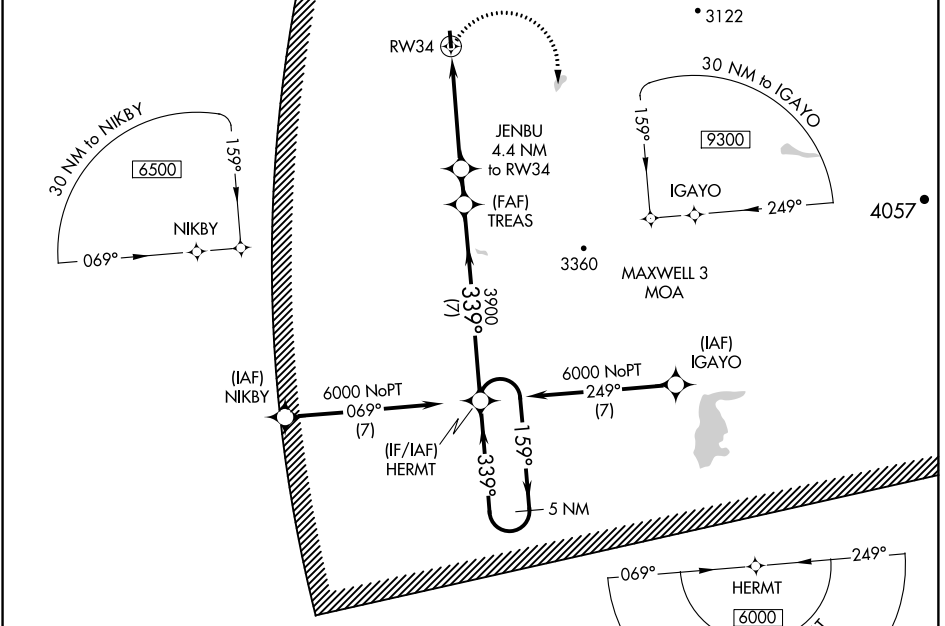 3122
RW34
30 NM to NIKBY
6500
159°
NIKBY
069°
JENBU
4.4 NM
to RW34
(FAF)
TREAS
30 NM to IGAYO
9300
159°
IGAYO
249°
4057
3360
MAXWELL 3
MOA
3900
339°
(7)
(IAF)
NIKBY
6000 NoPT
069°
(7)
(IF/IAF)
HERMT
6000 NoPT
249°
(7)
(IAF)
IGAYO
159°
339°
5 NM
069°
249°
HERMT
6000